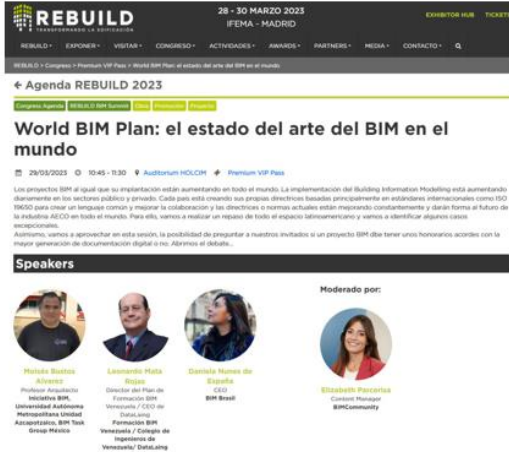 REBUILD
TRANSFORMANDO LA EDIFICACIÓN
28 - 30 MARZO 2023
IFEMA - MADRID
EXHIBITOR HUB TICKETS
REBUILD EXPONER VISITAR CONGRESO ACTIVIDADES AWARDS PARTNERS MEDIA CONTACTO
REBUILD > Congreso > Premium VIP Pass > World BIM Plan: el estado del arte del BIM en el mundo
Agenda REBUILD 2023
Congress Agenda REBUILD BIM Summit Obra Promoción Proyecto
World BIM Plan: el estado del arte del BIM en el
mundo
29/03/2023 10:45 - 11:30 Auditorium HOLCIM Premium VIP Pass
Los proyectos BIM al igual que su implantación están aumentando en todo el mundo. La implementación del Building Information Modelling está aumentando
diariamente en los sectores público y privado. Cada país está creando sus propias directrices basadas principalmente en estándares internacionales como ISO
19650 para crear un lenguaje común y mejorar la colaboración y las directrices o normas actuales están mejorando constantemente y darán forma al futuro de
la industria AECO en todo el mundo. Para ello, vamos a realizar un repaso de todo el espacio latinoamericano y vamos a identificar algunos casos
excepcionales.
Asimismo, vamos a aprovechar en esta sesión, la posibilidad de preguntar a nuestros invitados si un proyecto BIM dbe tener unos honorarios acordes con la
mayor generación de documentación digital o no. Abrimos el debate...
Speakers
Moisés Bustos
Alvarez
Profesor Arquitecto
Iniciativa BIM,
Universidad Autónoma
Metropolitana Unidad
Azcapotzalco, BIM Task
Group México
Leonardo Mata
Rojas
Director del Plan de
Formación BIM
Venezuela / CEO de
DataLaing
Formación BIM
Venezuela / Colegio de
Ingenieros de
Venezuela/ DataLaing
Daniela Nunes de
España
CEO
BIM Brasil
Moderado por:
Elizabeth Parcerisa
Content Manager
BIMCommunity